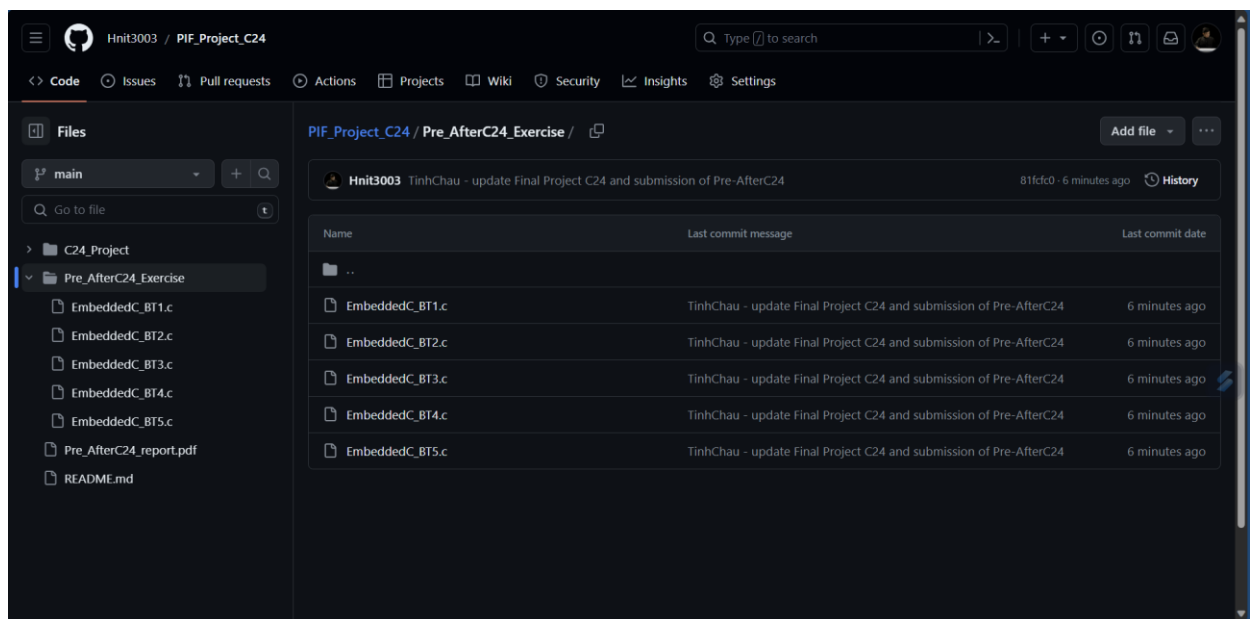 Hnit3003 / PIF_Project_C24
Type / to search
Code Issues Pull requests Actions Projects Wiki Security Insights Settings
Files
main
Go to file t
C24_Project
Pre_AfterC24_Exercise
EmbeddedC_BT1.c
EmbeddedC_BT2.c
EmbeddedC_BT3.c
EmbeddedC_BT4.c
EmbeddedC_BT5.c
Pre_AfterC24_report.pdf
README.md
PIF_Project_C24 / Pre_AfterC24_Exercise /
Add file
Hnit3003 TinhChau - update Final Project C24 and submission of Pre-AfterC24 81fcfc0 · 6 minutes ago History
Name Last commit message Last commit date
..
EmbeddedC_BT1.c TinhChau - update Final Project C24 and submission of Pre-AfterC24 6 minutes ago
EmbeddedC_BT2.c TinhChau - update Final Project C24 and submission of Pre-AfterC24 6 minutes ago
EmbeddedC_BT3.c TinhChau - update Final Project C24 and submission of Pre-AfterC24 6 minutes ago
EmbeddedC_BT4.c TinhChau - update Final Project C24 and submission of Pre-AfterC24 6 minutes ago
EmbeddedC_BT5.c TinhChau - update Final Project C24 and submission of Pre-AfterC24 6 minutes ago